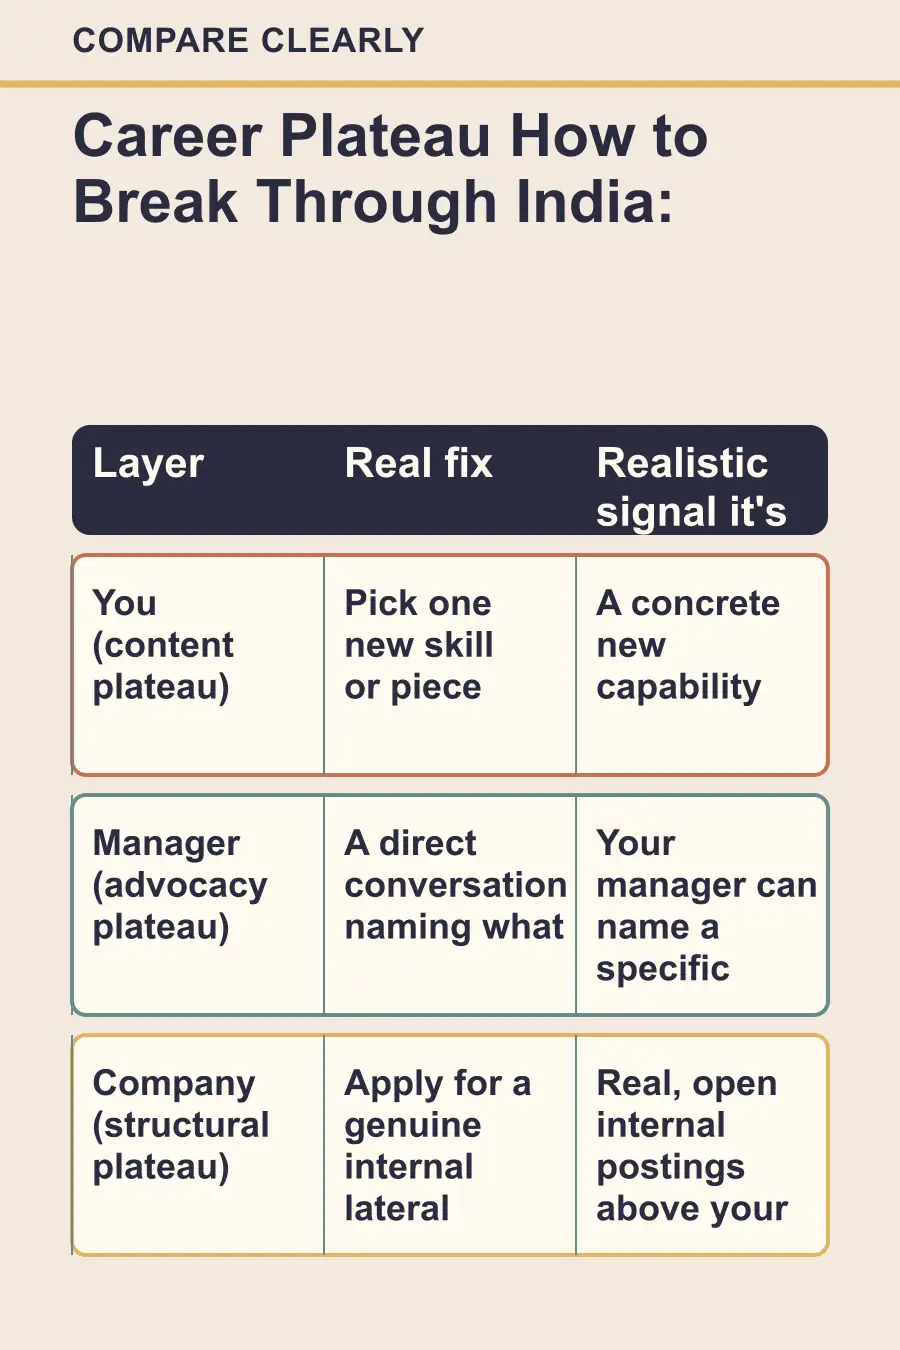 COMPARE CLEARLY
Career Plateau How to
Break Through India:
Layer
Real fix
Realistic
signal it's
You
(content
plateau)
Pick one
new skill
or piece
A concrete
new
capability
Manager
(advocacy
plateau)
A direct
conversation
naming what
Your
manager can
name a
specific
Company
(structural
plateau)
Apply for a
genuine
internal
lateral
Real, open
internal
postings
above your